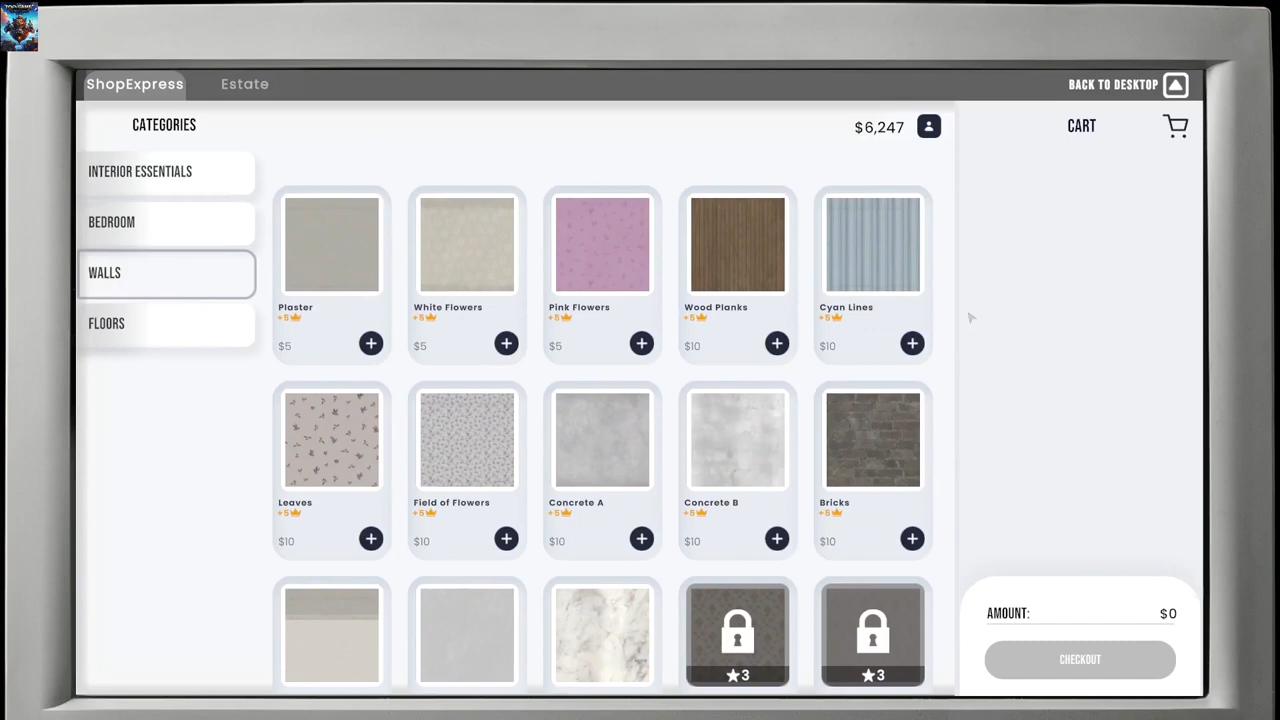 ShopExpress Estate BACK TO DESKTOP
CATEGORIES $6,247 CART
INTERIOR ESSENTIALS
BEDROOM
WALLS
FLOORS
Plaster White Flowers Pink Flowers Wood Planks Cyan Lines
+5 +5 +5 +5 +5
$5 $5 $5 $10 $10
Leaves Field of Flowers Concrete A Concrete B Bricks
+5 +5 +5 +5 +5
$10 $10 $10 $10 $10
3 3
AMOUNT: $0
CHECKOUT